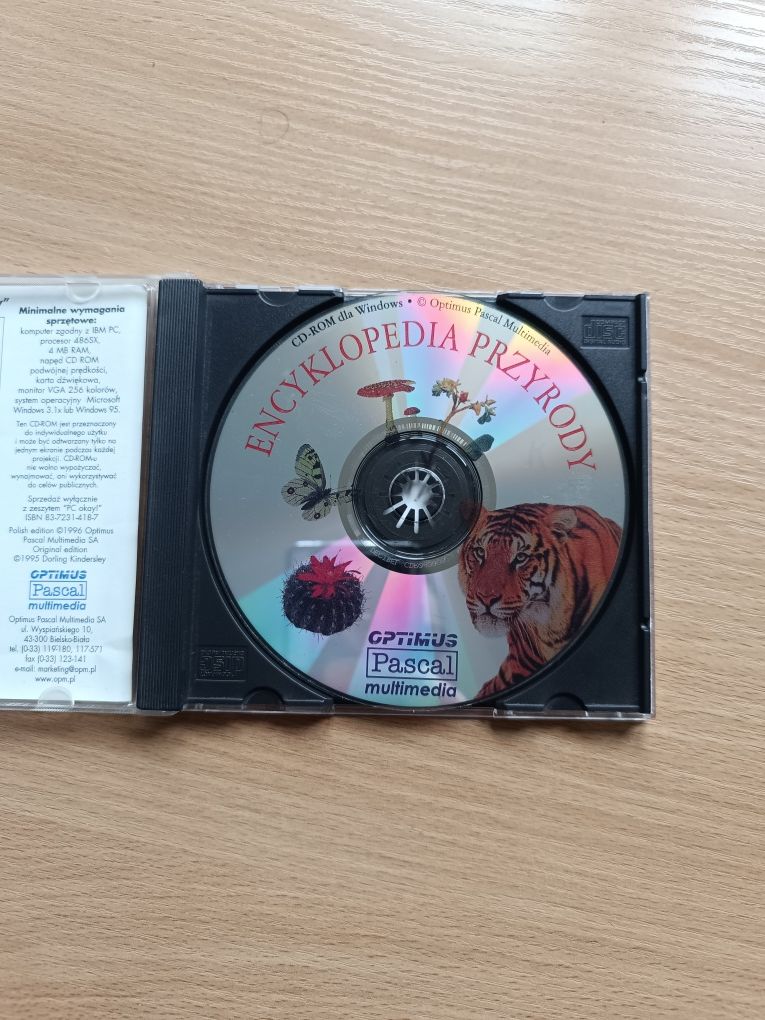 Minimalne wymagania
sprzętowe:
komputer zgodny z IBM PC,
procesor 486SX,
4 MB RAM,
napęd CD ROM
podwójnej prędkości,
karta dźwiękowa,
monitor VGA 256 kolorów,
system operacyjny Microsoft
Windows 3.1x lub Windows 95.
Ten CD-ROM jest przeznaczony
do indywidualnego użytku
i może być odtwarzany tylko na
jednym ekranie podczas każdej
projekcji. CD-ROM-u
nie wolno wypożyczać,
wynajmować, ani wykorzystywać
do celów publicznych.
Sprzedaż wyłącznie
z zeszytem "PC okay!"
ISBN 83-7231-418-7
Polish edition ©1996 Optimus
Pascal Multimedia SA
Original edition
©1995 Dorling Kindersley
OPTIMUS
Pascal
multimedia
Optimus Pascal Multimedia SA
ul. Wyspiańskiego 10,
43-300 Bielsko-Biała
tel. (0-33) 119-180, 117-571
fax (0-33) 123-141
e-mail: marketing@opm.pl
www.opm.pl
CD-ROM dla Windows • © Optimus Pascal Multimedia
ENCYKLOPEDIA PRZYRODY
OPTIMUS
Pascal
multimedia
COMPACT
disc
DIGITAL AUDIO